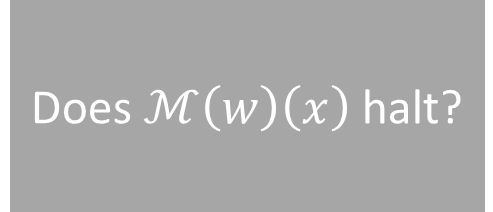 Does ℳ(𝑤)(𝑥) halt?